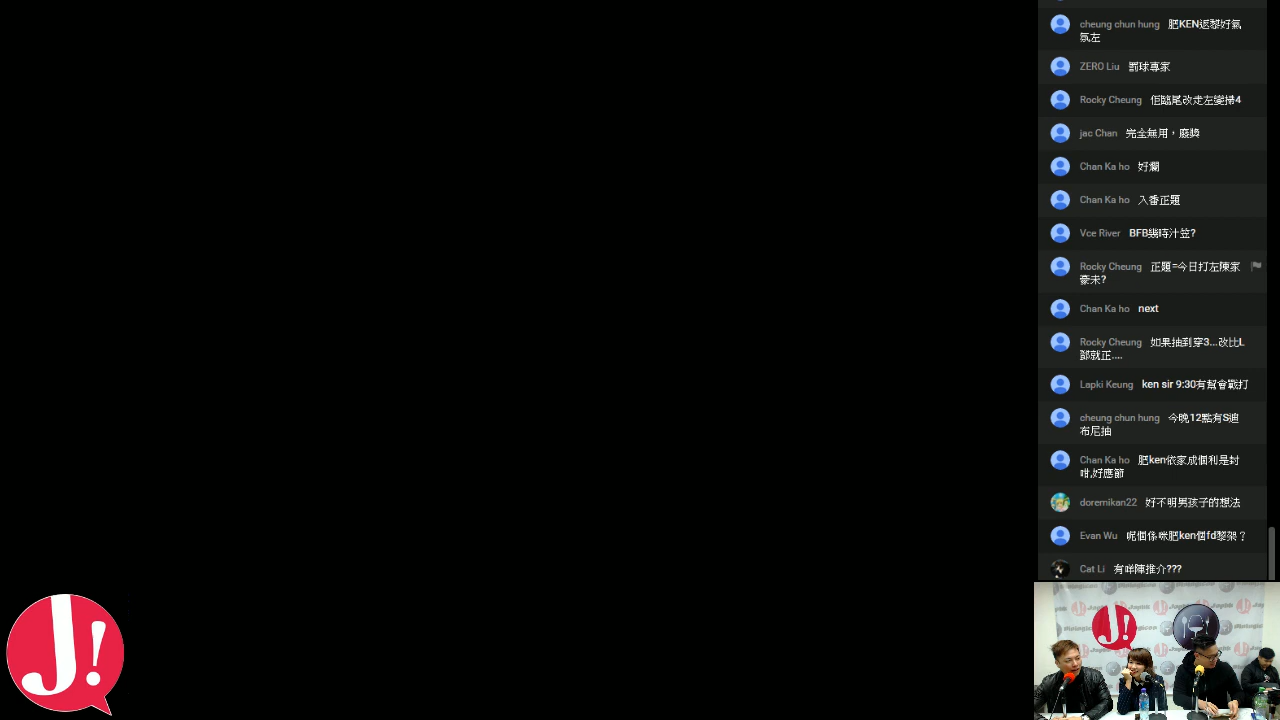 cheung chun hung 肥KEN返黎好氣
氛左
ZERO Liu 罰球專家
Rocky Cheung 佢臨尾改走左變掃4
jac Chan 完全無用，廢獎
Chan Ka ho 好爛
Chan Ka ho 入番正題
Vce River BFB幾時汁笠?
Rocky Cheung 正題=今日打左陳家
豪未?
Chan Ka ho next
Rocky Cheung 如果抽到穿3...改比L
部就正....
Lapki Keung ken sir 9:30有幫會戰打
cheung chun hung 今晚12點有S迪
布尼抽
Chan Ka ho 肥ken依家成個利是封
咁,好應節
doremikan22 好不明男孩子的想法
Evan Wu 呢個係咪肥ken個fd黎架？
Cat Li 有咩陣推介???
J!
J!